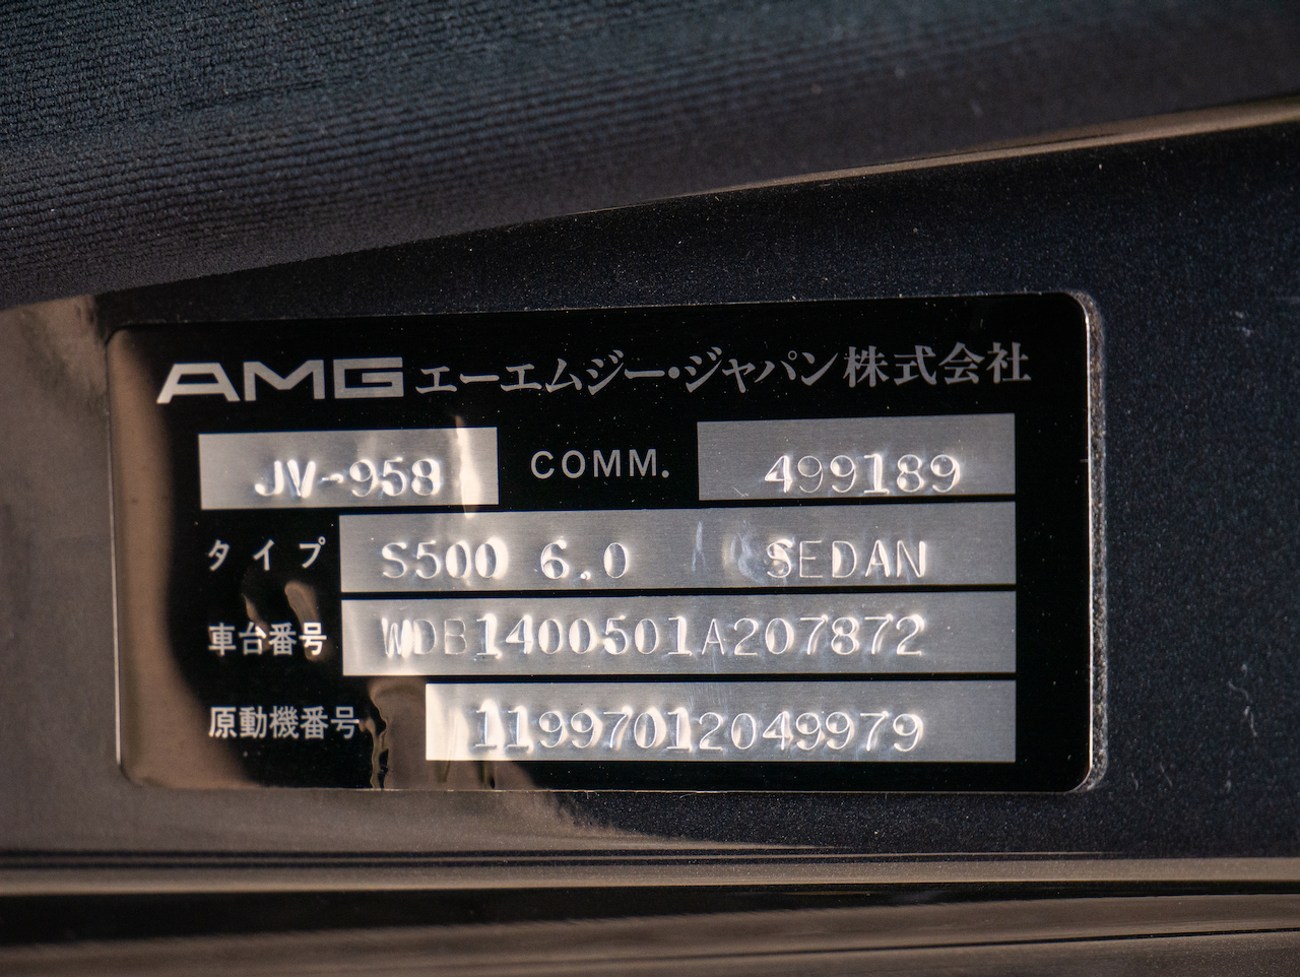 AMG エーエムジー・ジャパン株式会社
JV-958 COMM. 499189
タイプ S500 6.0 SEDAN
車台番号 WDB1400501A207872
原動機番号 11997012049979